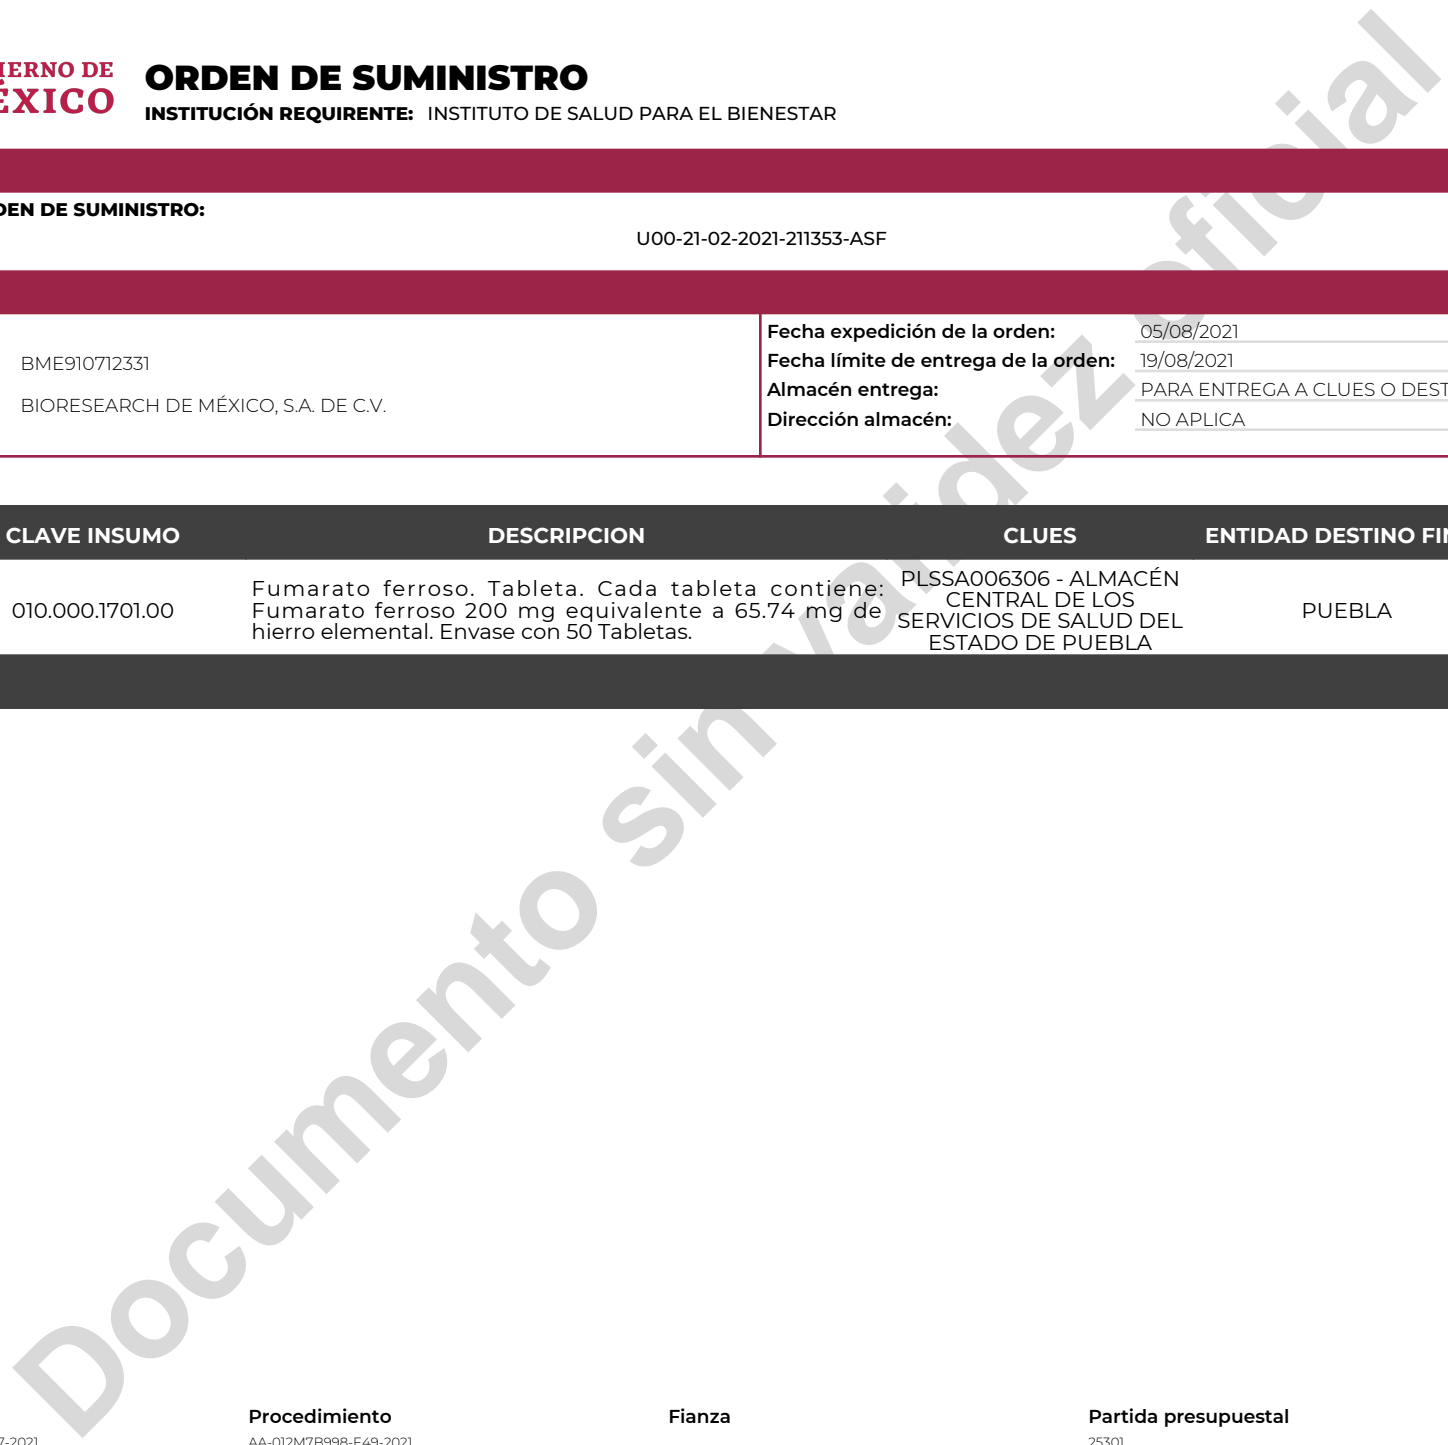 ORDEN DE SUMINISTRO
INSTITUCIÓN REQUIRENTE: INSTITUTO DE SALUD PARA EL BIENESTAR
DE SUMINISTRO:
U00-21-02-2021-211353-ASF
BME910712331
BIORESEARCH DE MÉXICO, S.A. DE C.V.
Fecha expedición de la orden: 05/08/2021
Fecha límite de entrega de la orden: 19/08/2021
Almacén entrega: PARA ENTREGA A CLUES O DEST
Dirección almacén: NO APLICA
CLAVE INSUMO DESCRIPCION CLUES ENTIDAD DESTINO FIN
010.000.1701.00
Fumarato ferroso. Tableta. Cada tableta contiene:
Fumarato ferroso 200 mg equivalente a 65.74 mg de
hierro elemental. Envase con 50 Tabletas.
PLSSA006306 - ALMACÉN
CENTRAL DE LOS
SERVICIOS DE SALUD DEL
ESTADO DE PUEBLA
PUEBLA
Documento sin validez oficial
Procedimiento Fianza Partida presupuestal
-2021 AA-012M7B998-E49-2021 25301